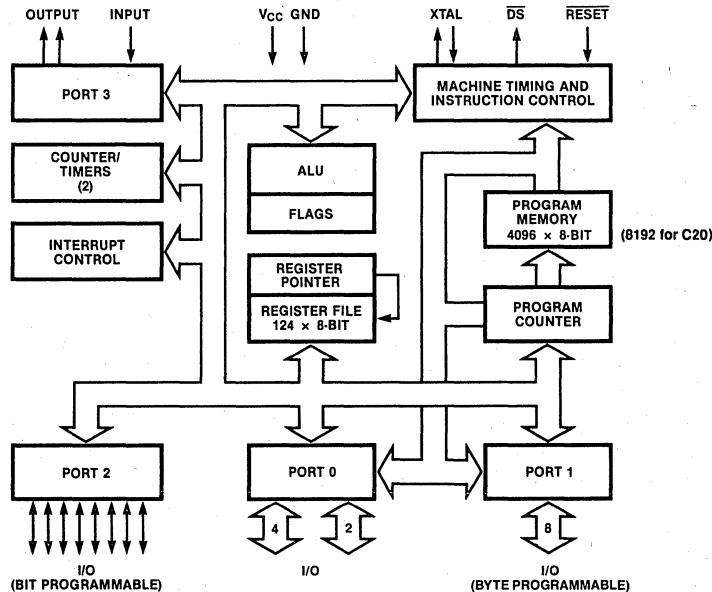 OUTPUT INPUT VCC GND XTAL DS RESET
PORT 3
MACHINE TIMING AND
INSTRUCTION CONTROL
COUNTER/
TIMERS
(2)
ALU
FLAGS
PROGRAM
MEMORY
4096 × 8-BIT
(8192 for C20)
INTERRUPT
CONTROL
REGISTER
POINTER
REGISTER FILE
124 × 8-BIT
PROGRAM
COUNTER
PORT 2
PORT 0
PORT 1
4
2
8
I/O
(BIT PROGRAMMABLE)
I/O
I/O
(BYTE PROGRAMMABLE)